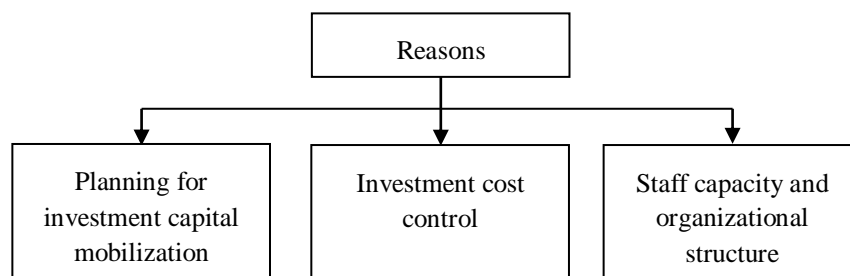 Reasons
Planning for
investment capital
mobilization
Investment cost
control
Staff capacity and
organizational
structure